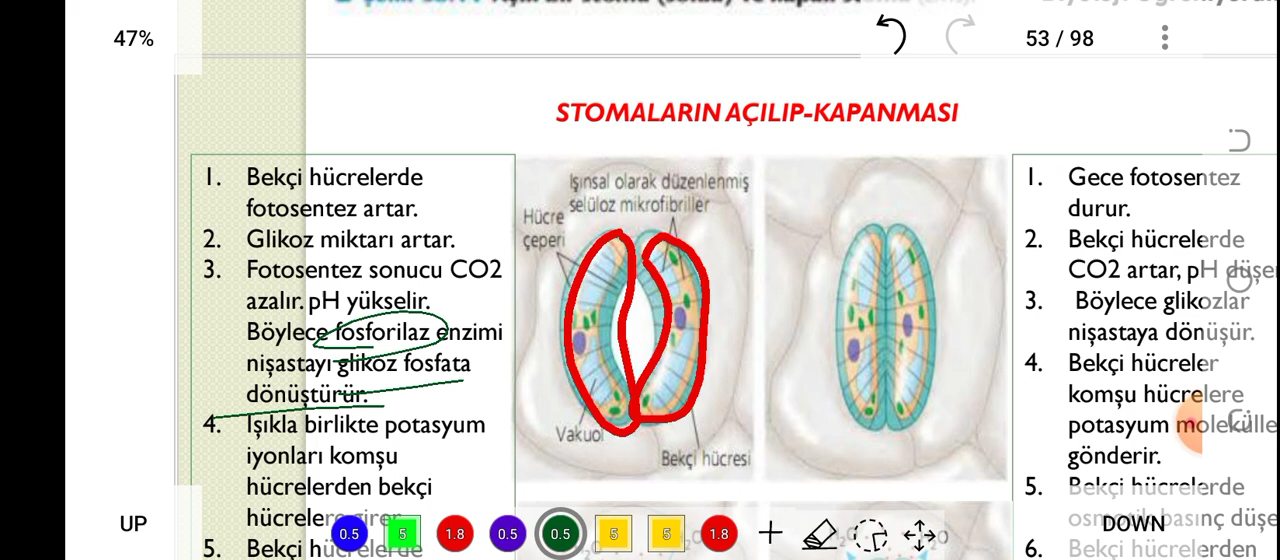 47%
53 / 98
STOMALARIN AÇILIP-KAPANMASI
1. Bekçi hücrelerde
fotosentez artar.
2. Glikoz miktarı artar.
3. Fotosentez sonucu CO2
azalır. pH yükselir.
Böylece fosforilaz enzimi
nişastayı glikoz fosfata
dönüştürür.
4. Işıkla birlikte potasyum
iyonları komşu
hücrelerden bekçi
hücrelere girer.
5. Bekçi hücrelerde
Işınsal olarak düzenlenmiş
selüloz mikrofibriller
Hücre
çeperi
Vakuol
Bekçi hücresi
1. Gece fotosentez
durur.
2. Bekçi hücrelerde
CO2 artar, pH düşer
3. Böylece glikozlar
nişastaya dönüşür.
4. Bekçi hücreler
komşu hücrelere
potasyum molekülle
gönderir.
5. Bekçi hücrelerde
osmotik basınç düşe
6. Bekçi hücrelerden
UP
0.5
5
1.8
0.5
0.5
5
5
1.8
DOWN